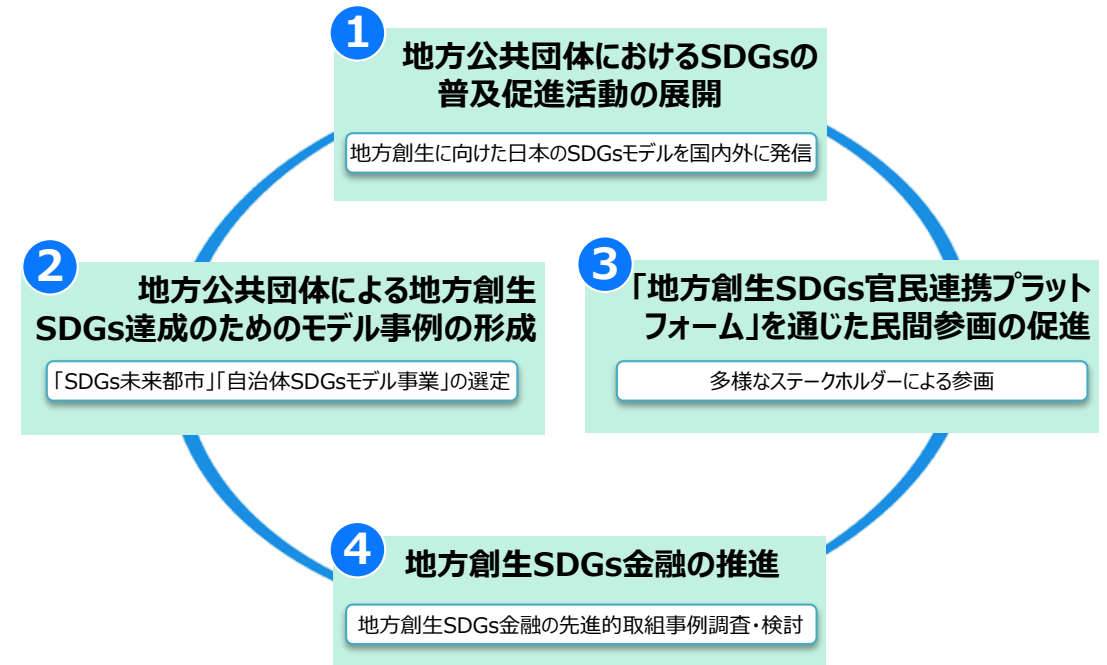 1
地方公共団体におけるSDGsの
普及促進活動の展開
地方創生に向けた日本のSDGsモデルを国内外に発信
2
地方公共団体による地方創生
SDGs達成のためのモデル事例の形成
「SDGs未来都市」「自治体SDGsモデル事業」の選定
3
「地方創生SDGs官民連携プラット
フォーム」を通じた民間参画の促進
多様なステークホルダーによる参画
4
地方創生SDGs金融の推進
地方創生SDGs金融の先進的取組事例調査・検討